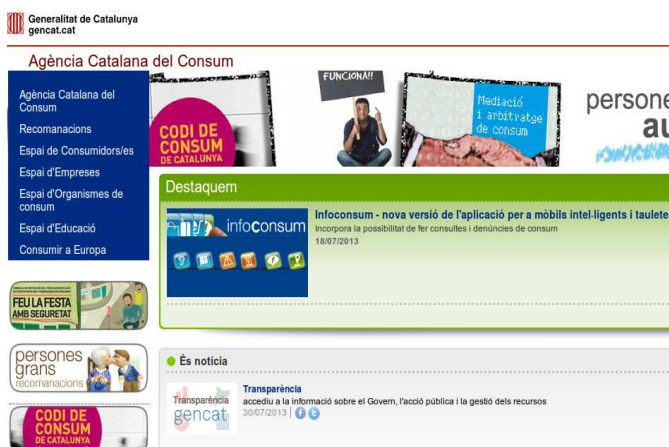 Generalitat de Catalunya
gencat.cat
Agència Catalana del Consum
Agència Catalana del
Consum
Recomanacions
Espai de Consumidors/es
Espai d'Empreses
Espai d'Organismes de
consum
Espai d'Educació
Consumir a Europa
CODI DE
CONSUM
DE CATALUNYA
FUNCIONA!!
Mediació
i arbitratge
de consum
persone
au
Destaquem
infoconsum
Infoconsum - nova versió de l'aplicació per a mòbils intel·ligents i taulete
Incorpora la possibilitat de fer consultes i denúncies de consum
18/07/2013
FEU LA FESTA
AMB SEGURETAT
persones
grans
recomanacions
CODI DE
CONSUM
DE CATALUNYA
És notícia
Transparència
gencat
Transparència
accediu a la informació sobre el Govern, l'acció pública i la gestió dels recursos
30/07/2013